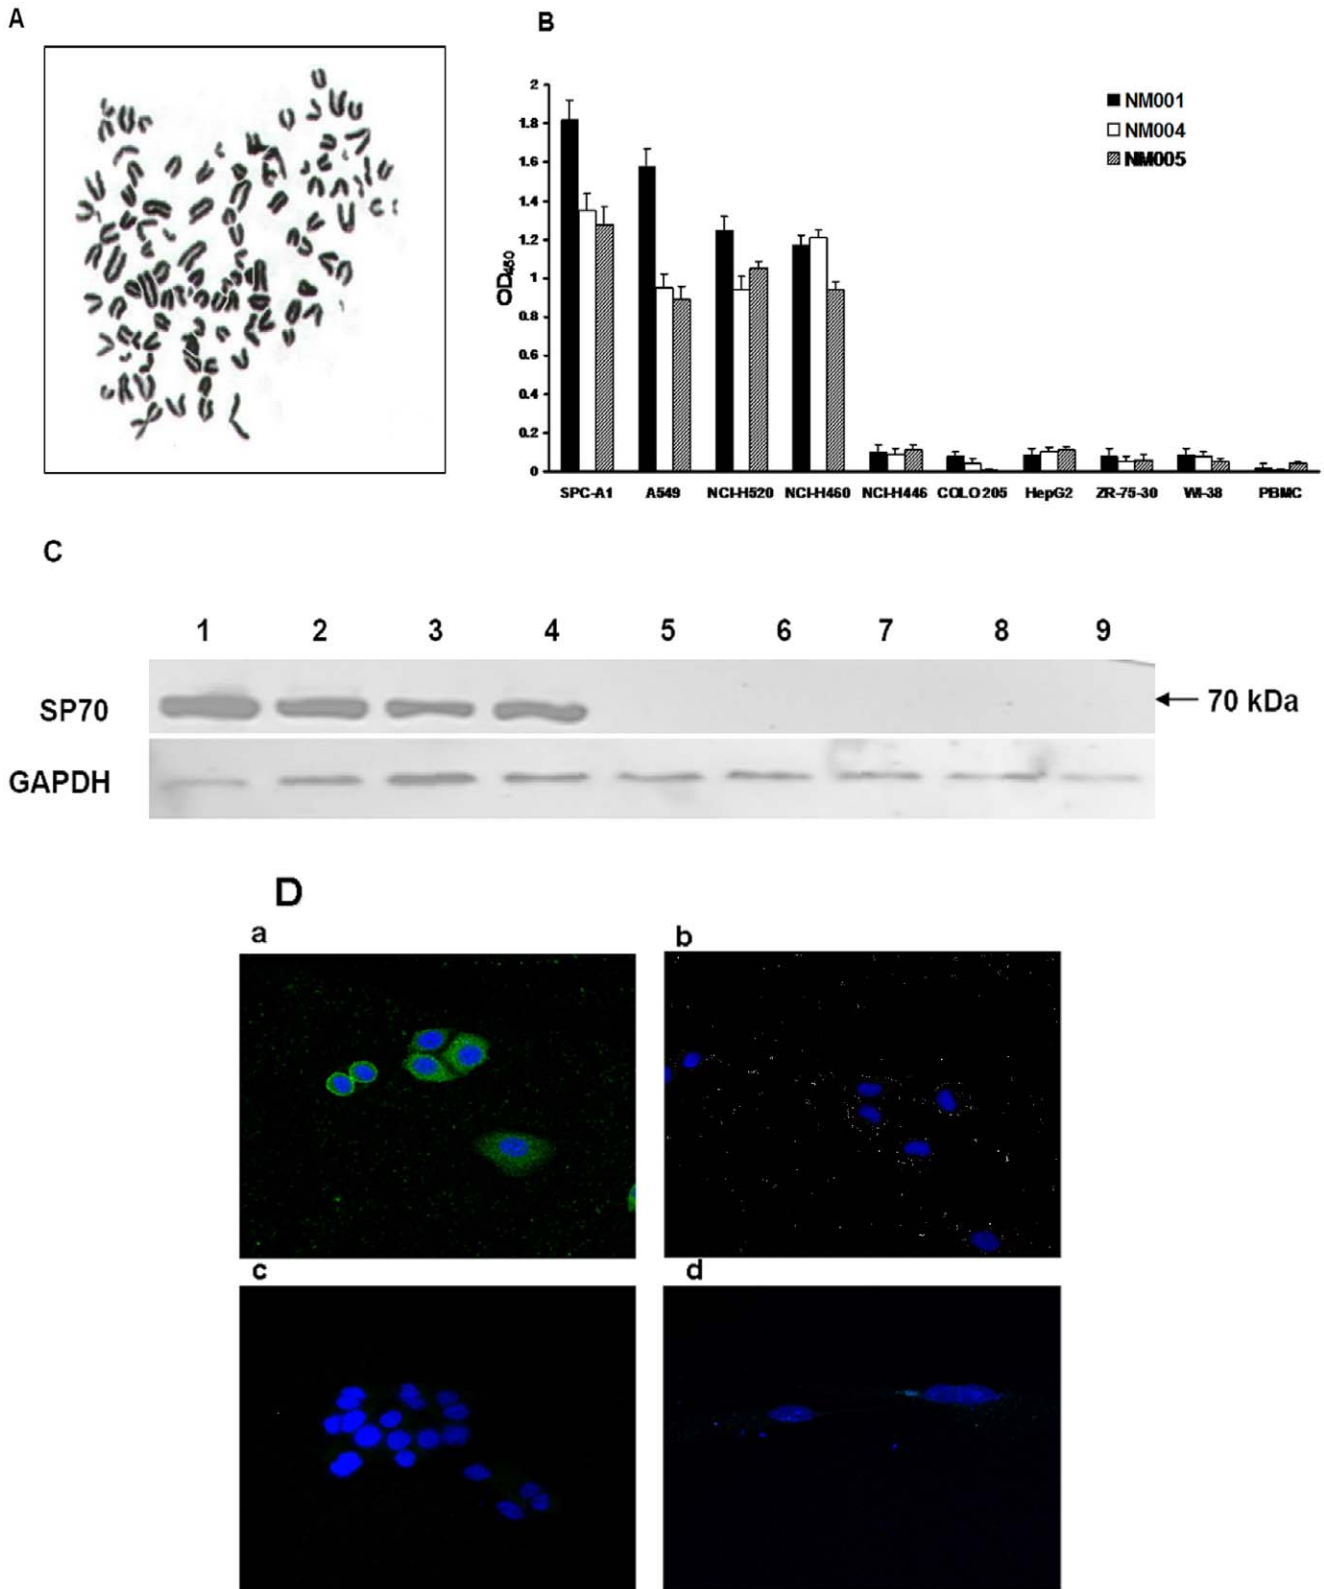 A
B
2
1.8
1.6
1.4
1.2
1
0.8
0.6
0.4
0.2
0
OD450
NM001
NM004
NM005
SPC-A1 A549 NCI-H520 NCI-H460 NCI-H446 COLO 205 HepG2 ZR-75-30 WI-38 PBMC
C
1 2 3 4 5 6 7 8 9
SP70
70 kDa
GAPDH
D
a
b
c
d